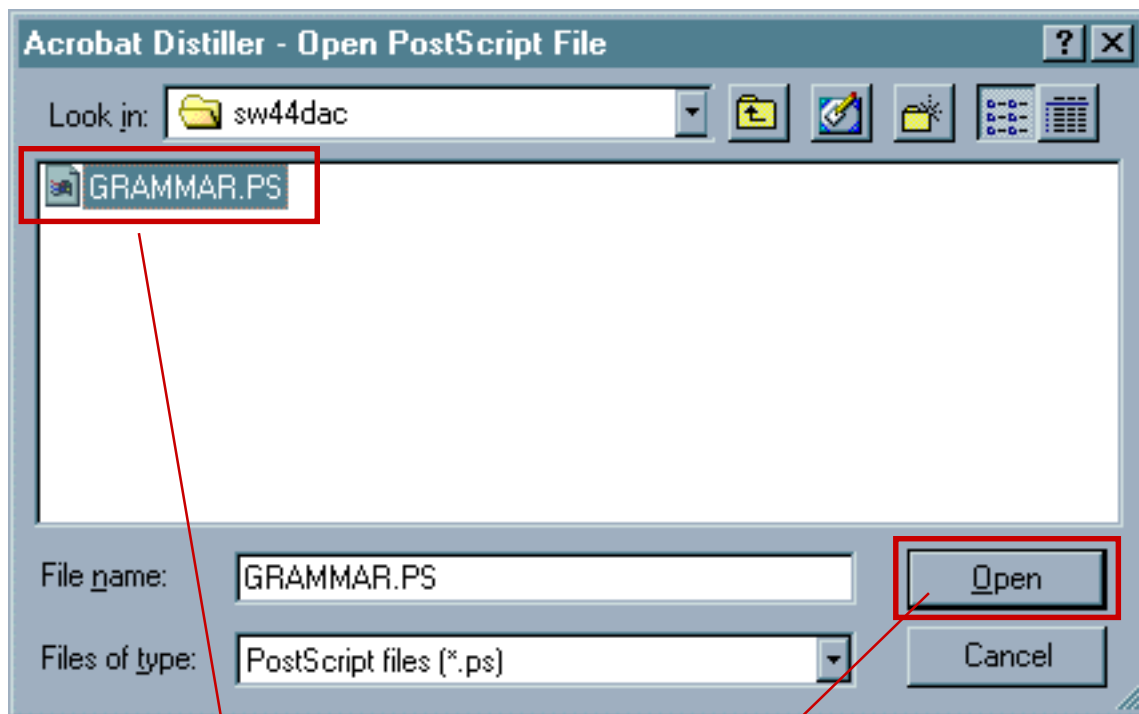 Acrobat Distiller - Open PostScript File
Look in: sw44dac
GRAMMAR.PS
File name: GRAMMAR.PS Open
Files of type: PostScript files (*.ps) Cancel